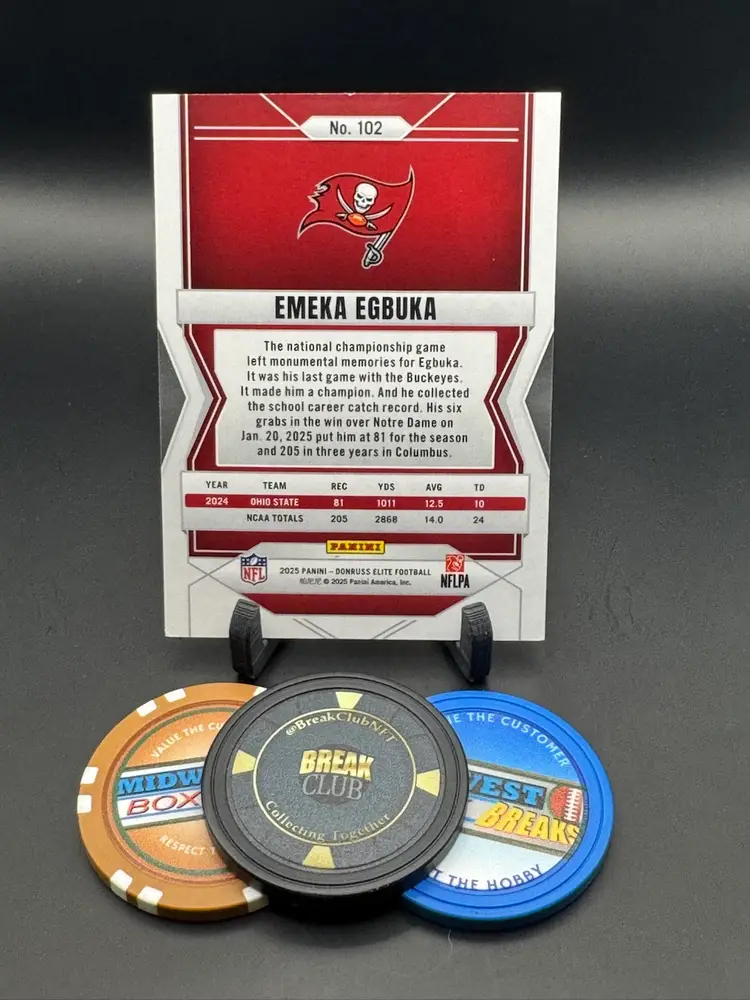 No. 102
EMEKA EGBUKA
The national championship game
left monumental memories for Egbuka.
It was his last game with the Buckeyes.
It made him a champion. And he collected
the school career catch record. His six
grabs in the win over Notre Dame on
Jan. 20, 2025 put him at 81 for the season
and 205 in three years in Columbus.
YEAR TEAM REC YDS AVG TD
2024 OHIO STATE 81 1011 12.5 10
NCAA TOTALS 205 2868 14.0 24
PANINI
NFL
2025 PANINI – DONRUSS ELITE FOOTBALL
帕尼尼 © 2025 Panini America, Inc.
NFLPA
VALUE THE CU
MIDW
BOX
RESPECT T
@BreakClubNFT
BREAK
CLUB
Collecting Together
E THE CUSTOMER
EST
BREAKS
T THE HOBBY